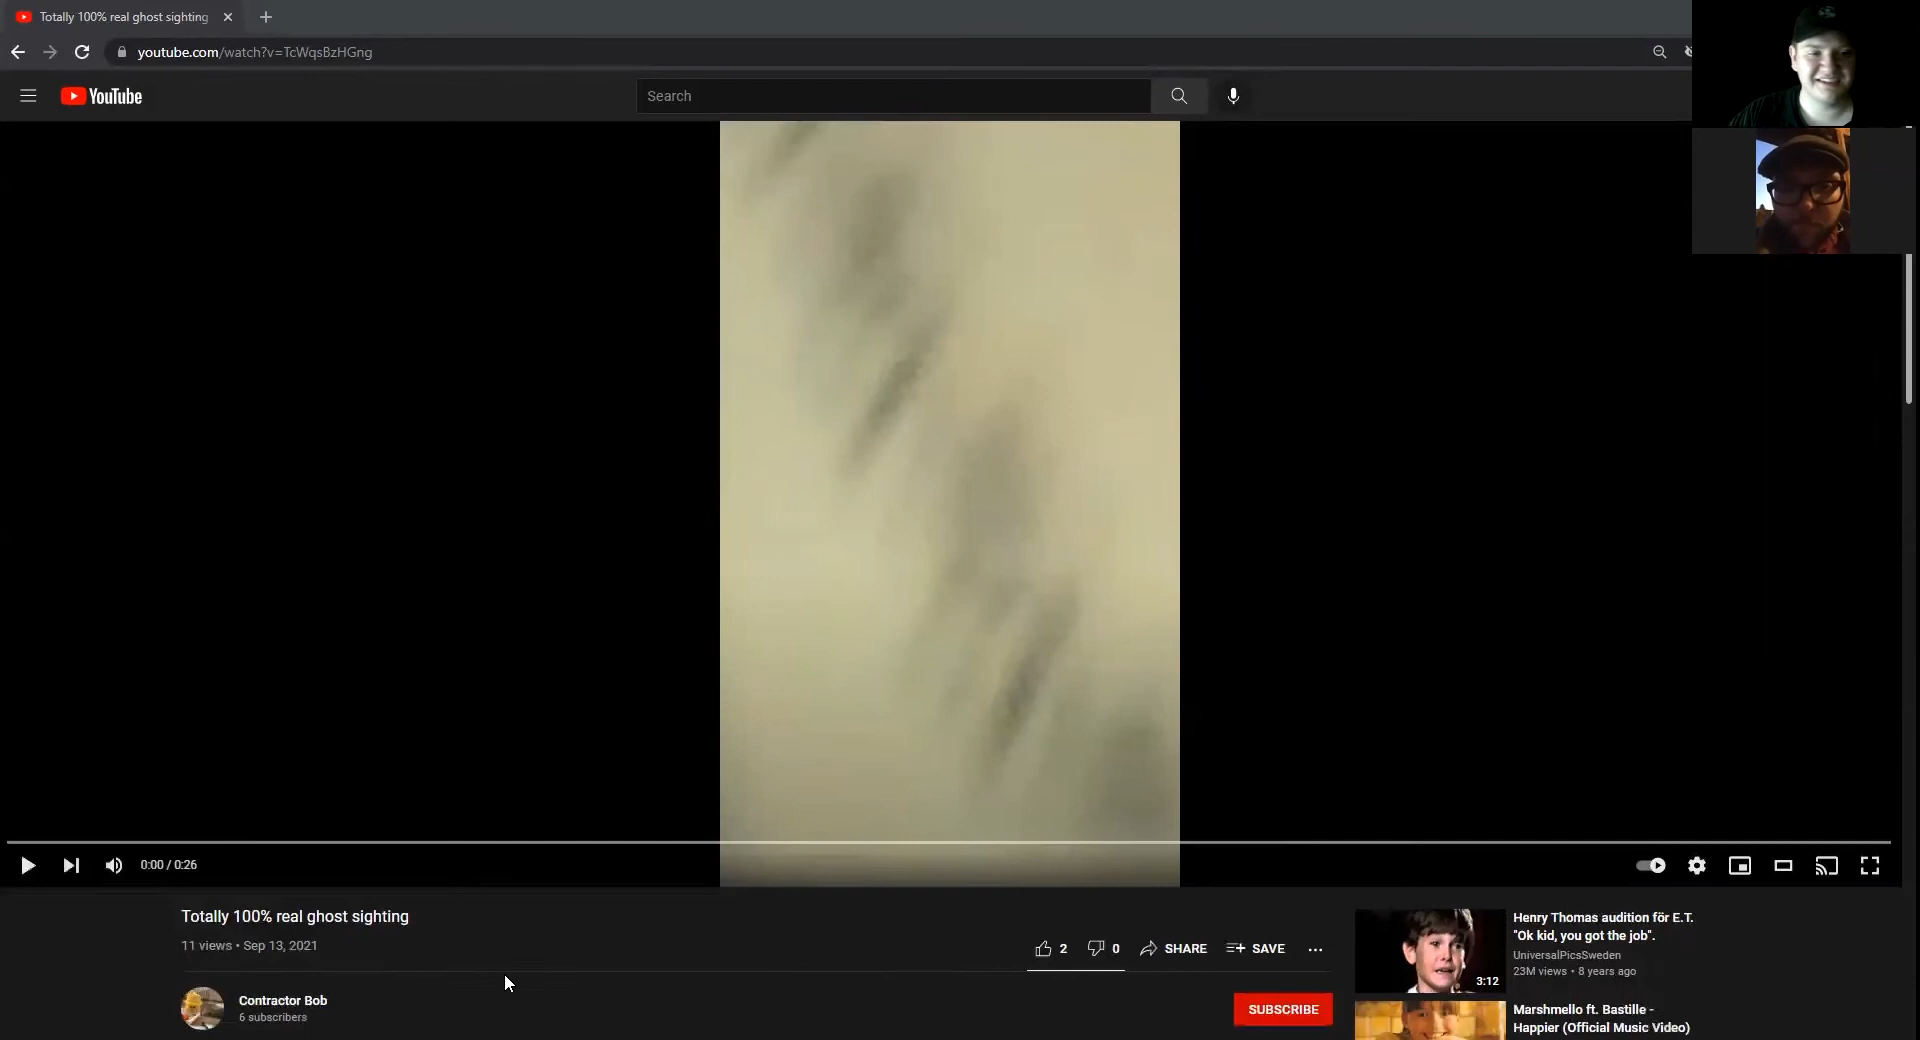 Totally 100% real ghost sighting
youtube.com/watch?v=TcWqsBzHGng
YouTube
Search
0:00 / 0:26
Totally 100% real ghost sighting
11 views • Sep 13, 2021
2
0
SHARE
SAVE
Contractor Bob
6 subscribers
SUBSCRIBE
3:12
Henry Thomas audition för E.T.
"Ok kid, you got the job".
UniversalPicsSweden
23M views • 8 years ago
Marshmello ft. Bastille -
Happier (Official Music Video)